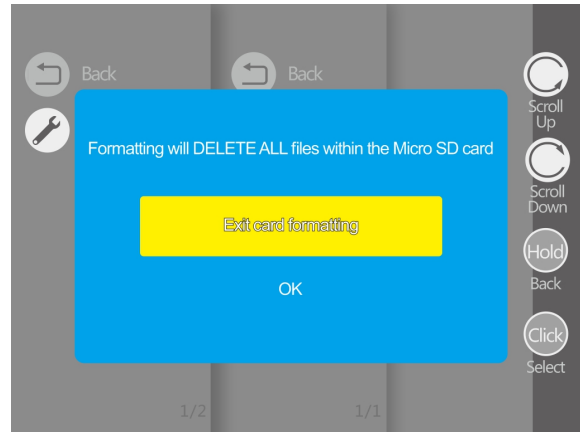 Back
Back
Formatting will DELETE ALL files within the Micro SD card
Exit card formatting
OK
Scroll
Up
Scroll
Down
Hold
Back
Click
Select
1/2
1/1